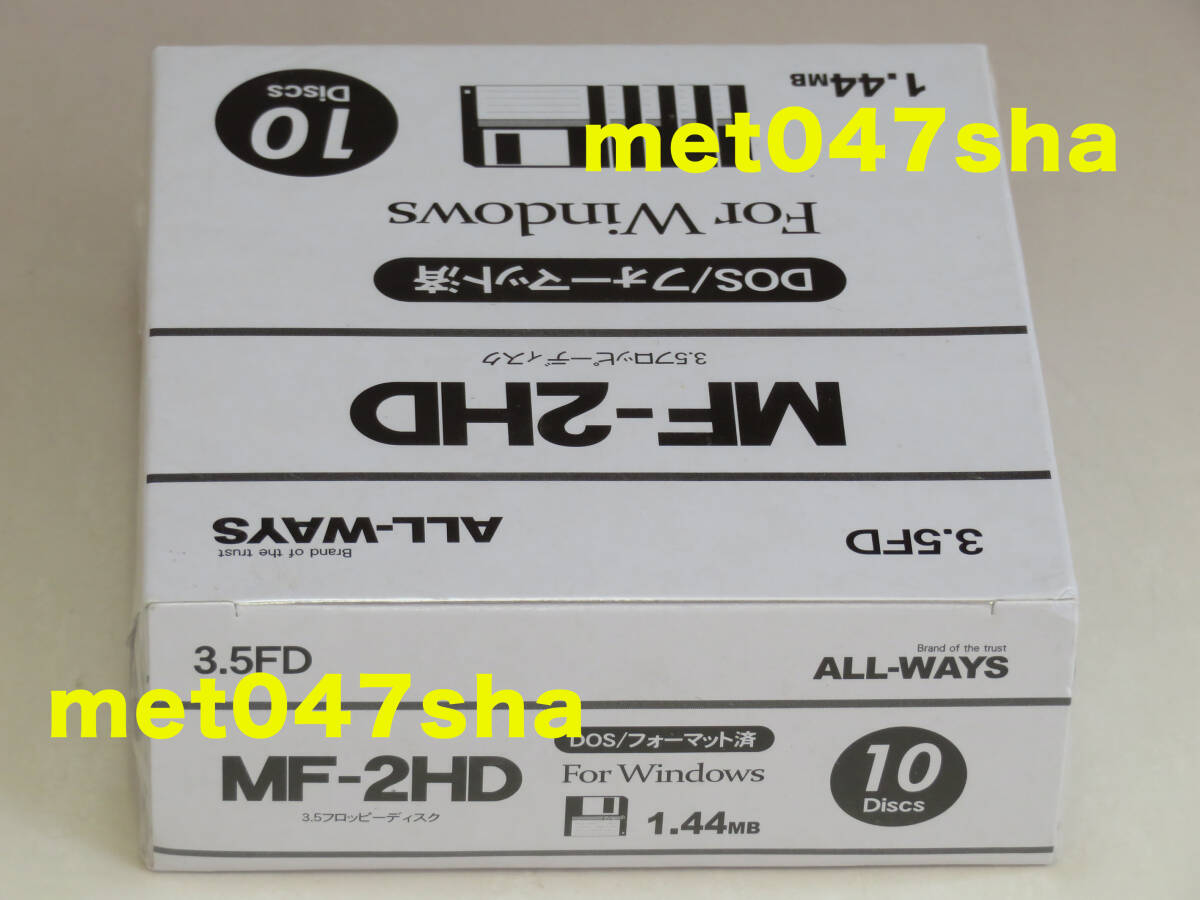 3.5FD
ALL-WAYS
Brand of the trust
MF-2HD
3.5フロッピーディスク
DOS/フォーマット済
For Windows
10
Discs
1.44MB
met047sha
3.5FD
Brand of the trust
ALL-WAYS
met047sha
MF-2HD
3.5フロッピーディスク
DOS/フォーマット済
For Windows
1.44MB
10
Discs